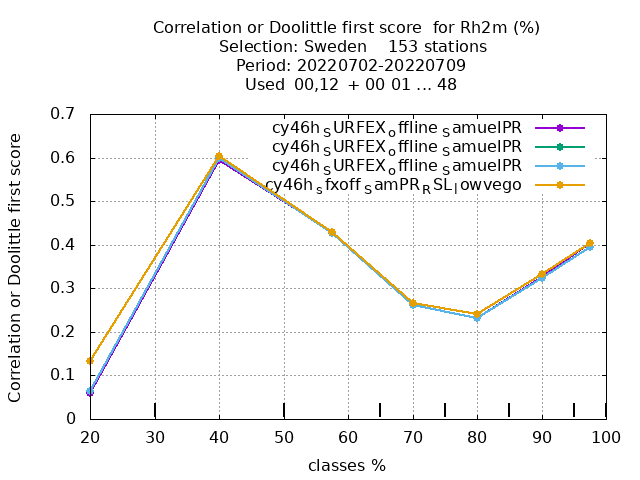 Correlation or Doolittle first score  for Rh2m (%)
Selection: Sweden    153 stations
Period: 20220702-20220709
Used  00,12  + 00 01 ... 48
Correlation or Doolittle first score
0.7
0.6
0.5
0.4
0.3
0.2
0.1
0
cy46h_SURFEX_offline_SamuelPR
cy46h_SURFEX_offline_SamuelPR
cy46h_SURFEX_offline_SamuelPR
cy46h_sfxoff_SamPR_RSL_lowvego
20 30 40 50 60 70 80 90 100
classes %